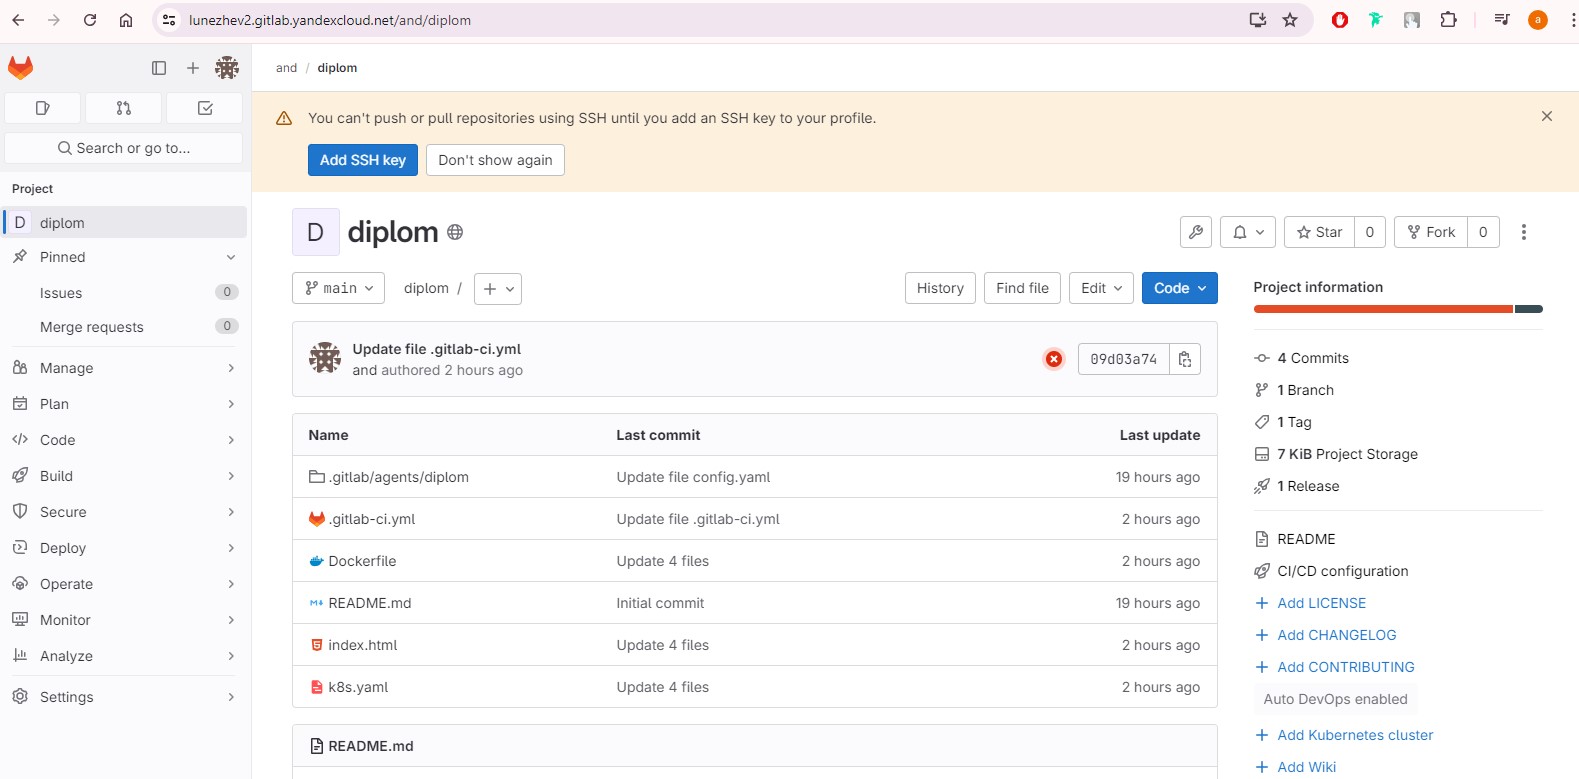 lunezhev2.gitlab.yandexcloud.net/and/diplom
a
and / diplom
You can't push or pull repositories using SSH until you add an SSH key to your profile.
Add SSH key
Don't show again
Search or go to...
Project
D diplom
Pinned
Issues 0
Merge requests 0
Manage
Plan
Code
Build
Secure
Deploy
Operate
Monitor
Analyze
Settings
D diplom
Star 0
Fork 0
main
diplom /
History
Find file
Edit
Code
Update file .gitlab-ci.yml
and authored 2 hours ago
09d03a74
Name Last commit Last update
.gitlab/agents/diplom Update file config.yaml 19 hours ago
.gitlab-ci.yml Update file .gitlab-ci.yml 2 hours ago
Dockerfile Update 4 files 2 hours ago
README.md Initial commit 19 hours ago
index.html Update 4 files 2 hours ago
k8s.yaml Update 4 files 2 hours ago
README.md
Project information
4 Commits
1 Branch
1 Tag
7 KiB Project Storage
1 Release
README
CI/CD configuration
Add LICENSE
Add CHANGELOG
Add CONTRIBUTING
Auto DevOps enabled
Add Kubernetes cluster
Add Wiki